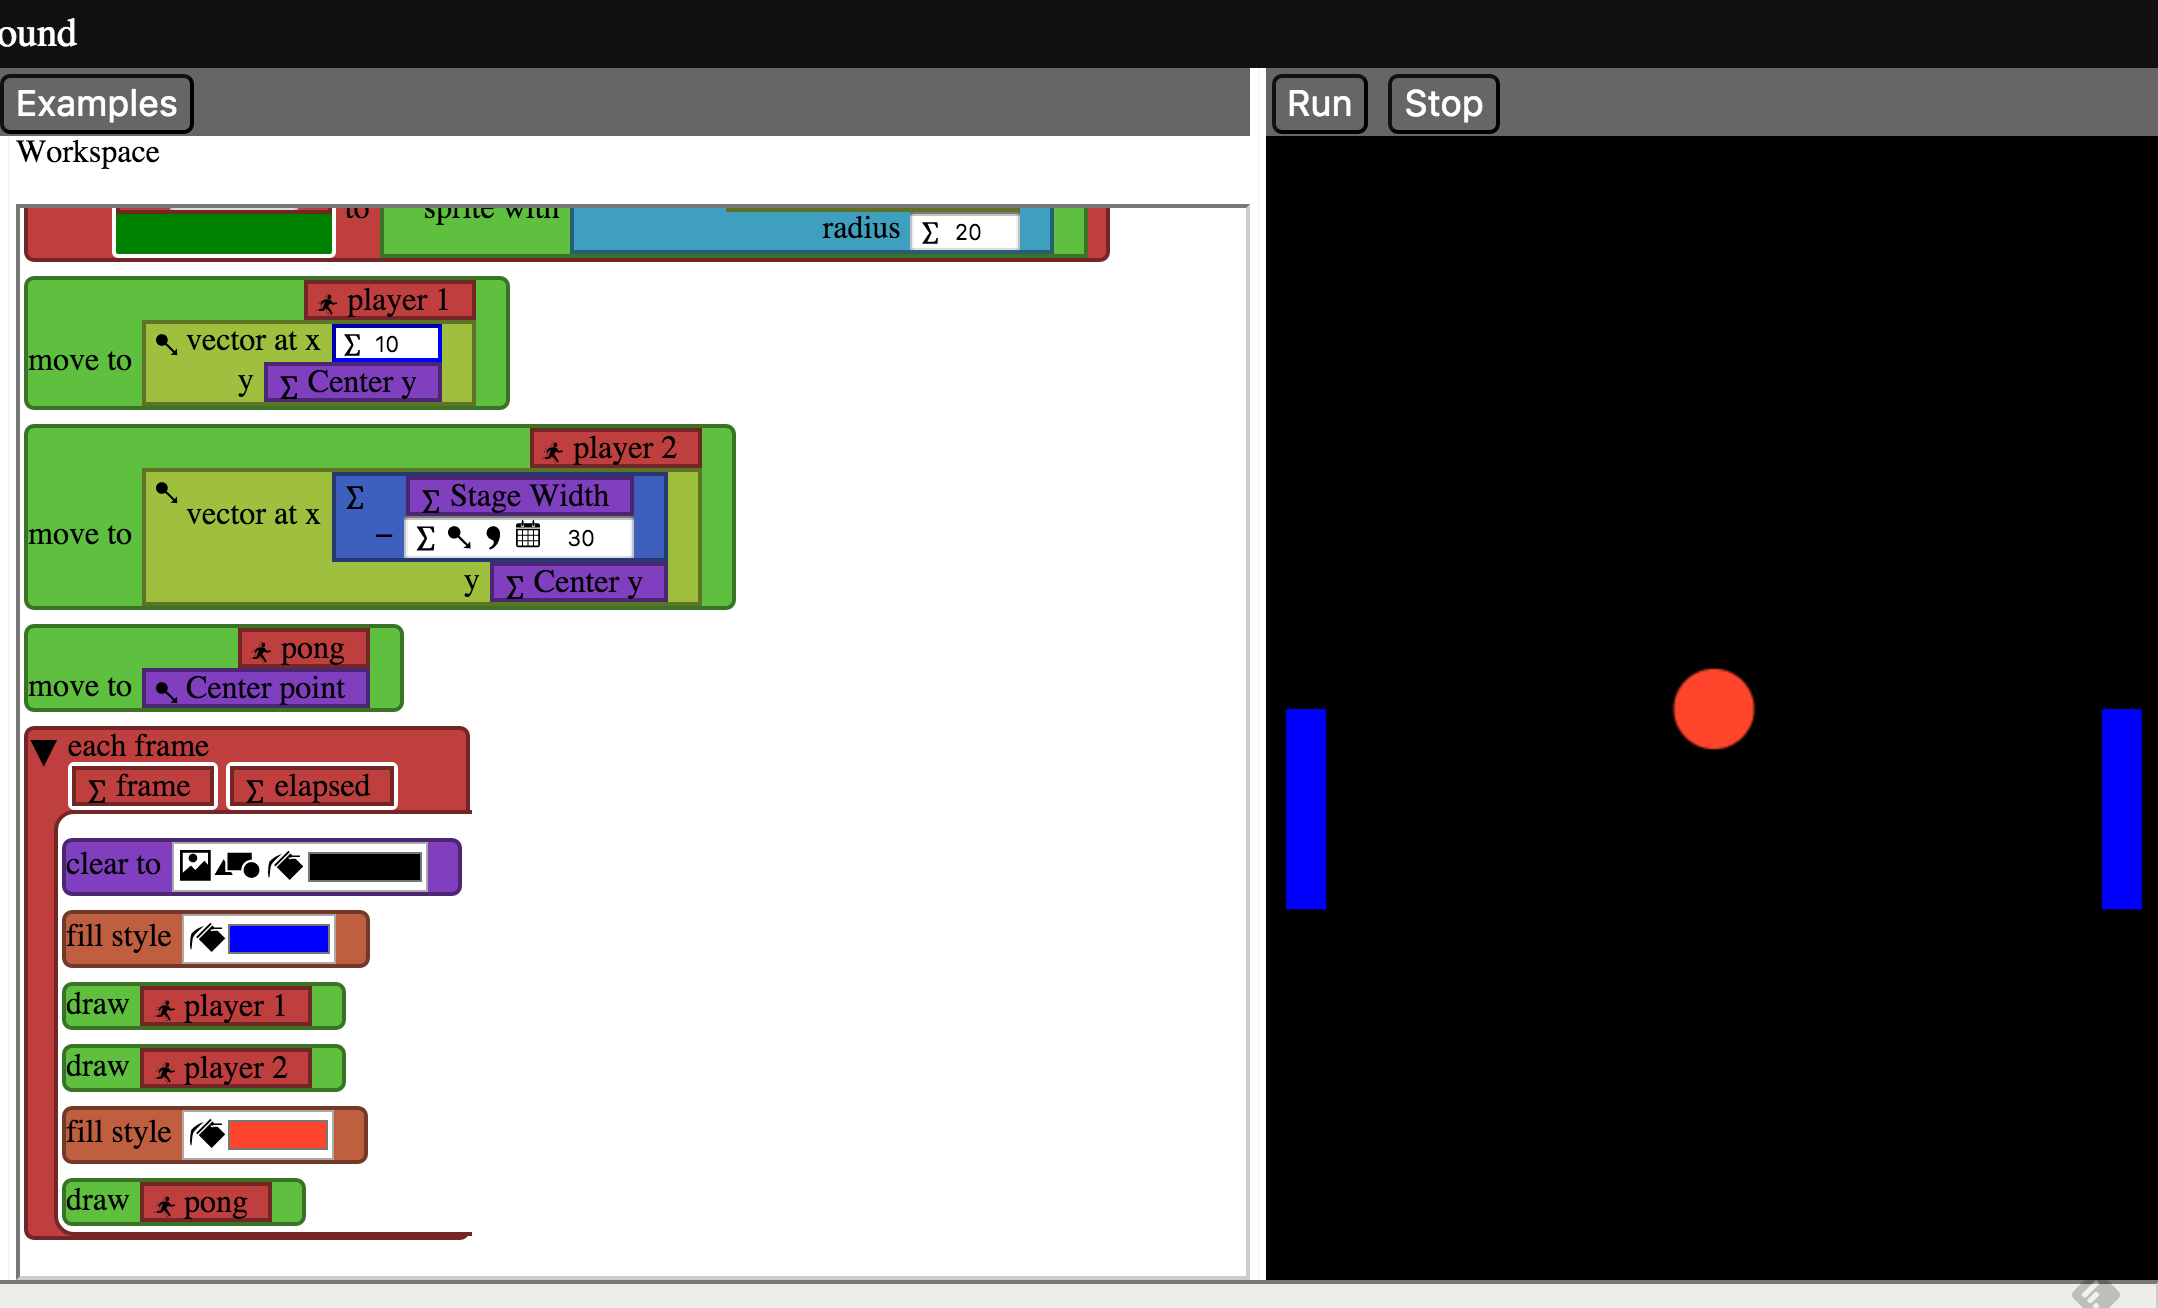 ound
Examples
Run Stop
Workspace
to sprite with
radius Σ 20
player 1
move to vector at x Σ 10
y Σ Center y
player 2
move to vector at x Σ Σ Stage Width
− Σ , 30
y Σ Center y
pong
move to Center point
each frame
Σ frame Σ elapsed
clear to
fill style
draw player 1
draw player 2
fill style
draw pong